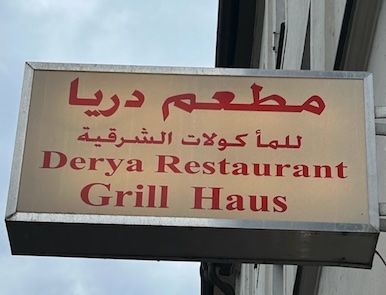 مطعم دريا
للمأكولات الشرقية
Derya Restaurant
Grill Haus